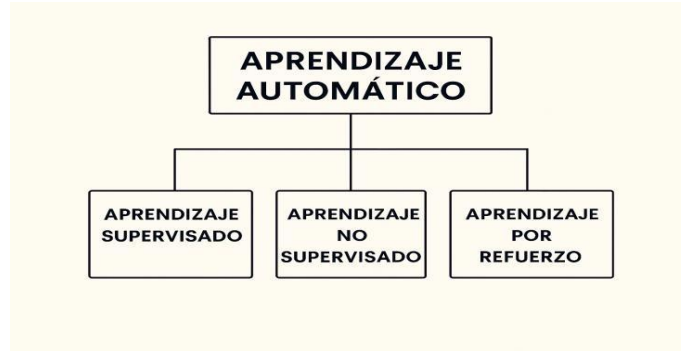 APRENDIZAJE
AUTOMÁTICO
APRENDIZAJE
SUPERVISADO
APRENDIZAJE
NO
SUPERVISADO
APRENDIZAJE
POR
REFUERZO